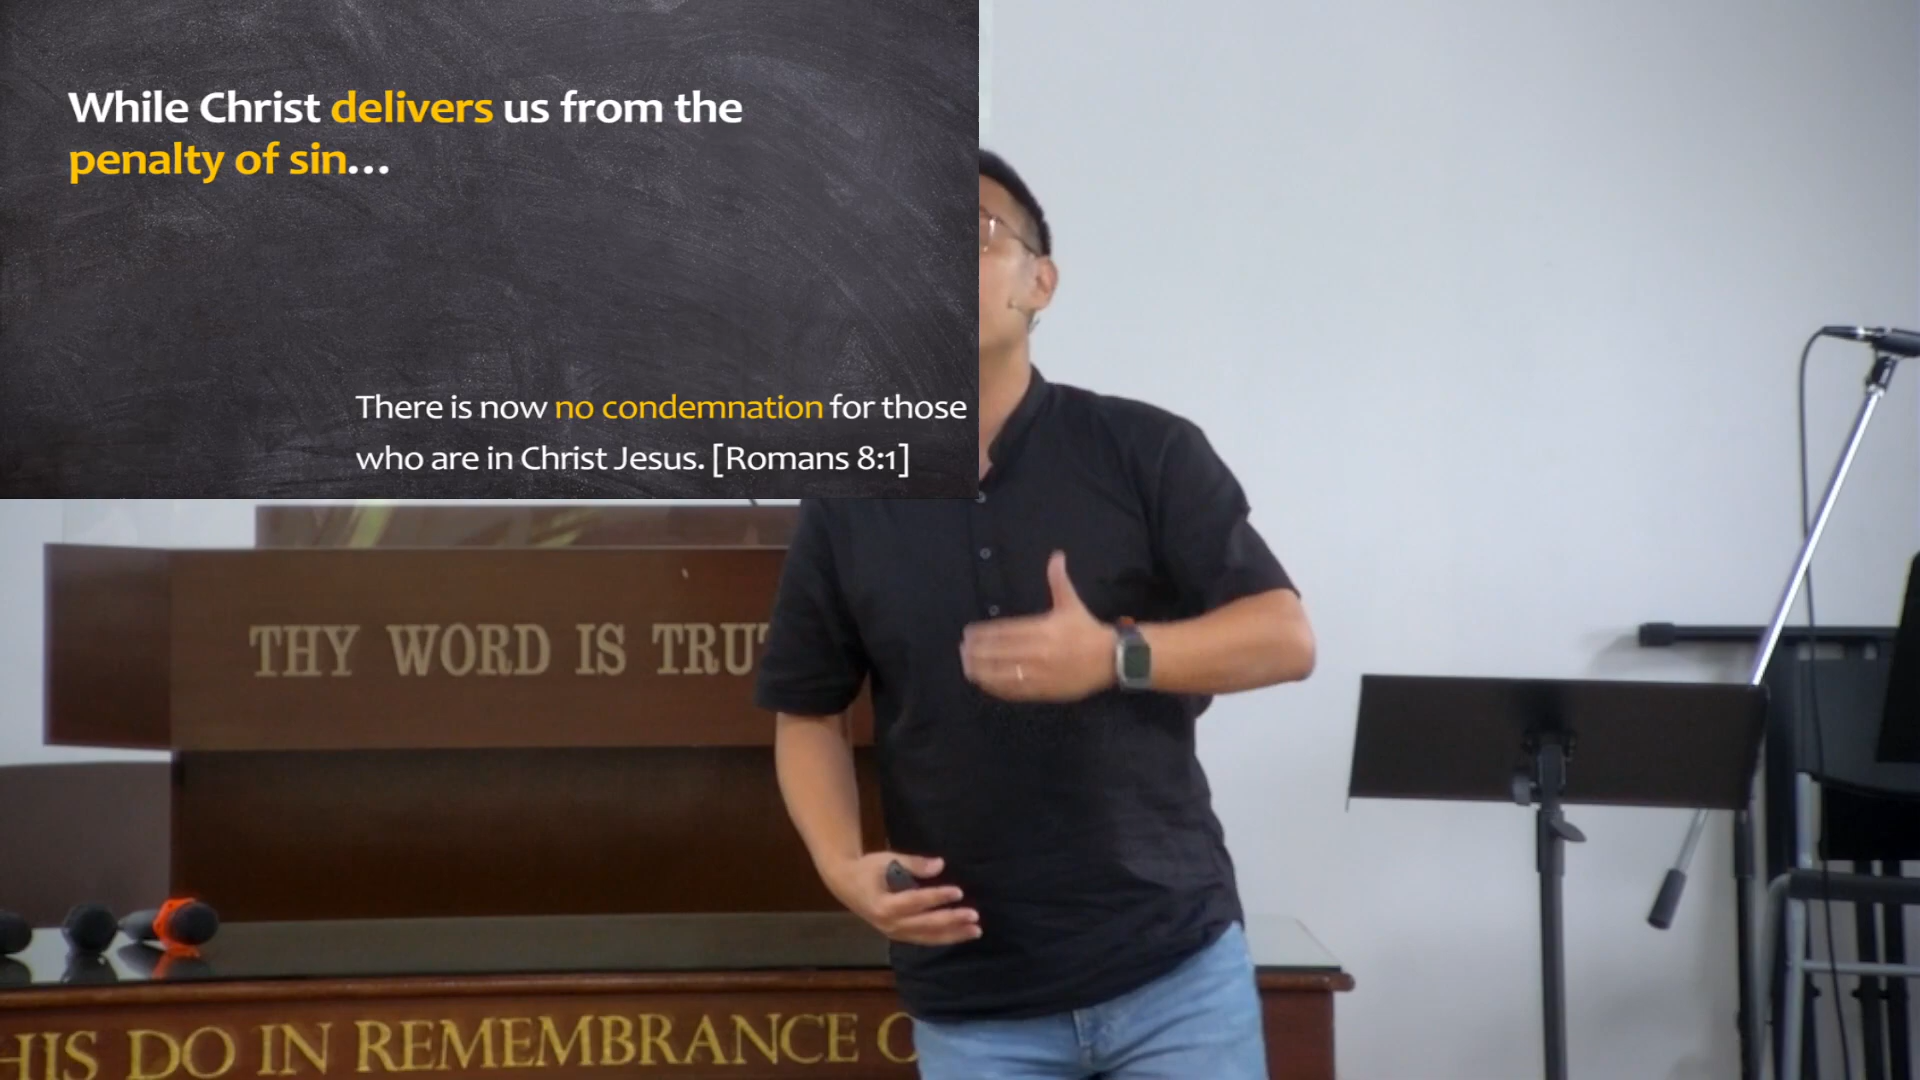 While Christ delivers us from the
penalty of sin...
There is now no condemnation for those
who are in Christ Jesus. [Romans 8:1]
THY WORD IS TRU
HIS DO IN REMEMBRANCE O